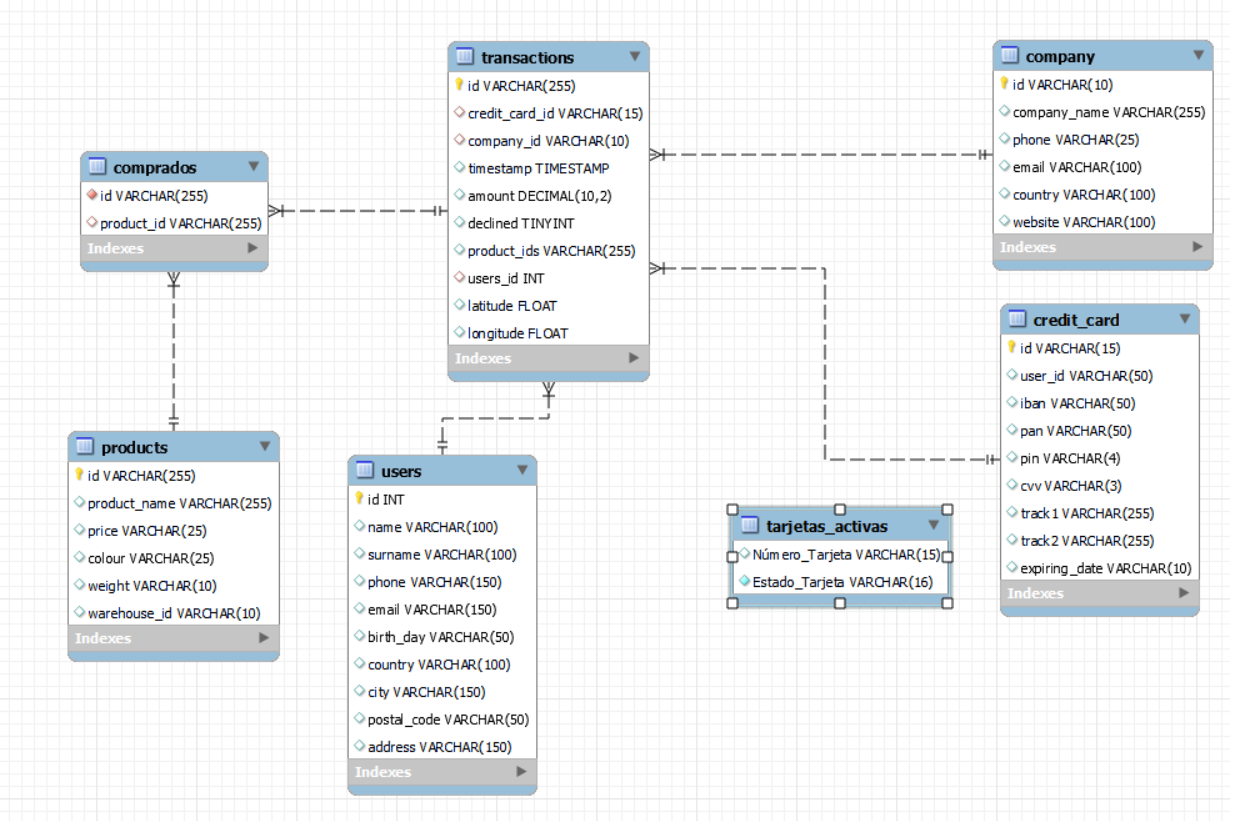 transactions
id VARCHAR(255)
credit_card_id VARCHAR(15)
company_id VARCHAR(10)
timestamp TIMESTAMP
amount DECIMAL(10,2)
declined TINYINT
product_ids VARCHAR(255)
users_id INT
latitude FLOAT
longitude FLOAT
Indexes
company
id VARCHAR(10)
company_name VARCHAR(255)
phone VARCHAR(25)
email VARCHAR(100)
country VARCHAR(100)
website VARCHAR(100)
Indexes
comprados
id VARCHAR(255)
product_id VARCHAR(255)
Indexes
credit_card
id VARCHAR(15)
user_id VARCHAR(50)
iban VARCHAR(50)
pan VARCHAR(50)
pin VARCHAR(4)
cvv VARCHAR(3)
track1 VARCHAR(255)
track2 VARCHAR(255)
expiring_date VARCHAR(10)
Indexes
products
id VARCHAR(255)
product_name VARCHAR(255)
price VARCHAR(25)
colour VARCHAR(25)
weight VARCHAR(10)
warehouse_id VARCHAR(10)
Indexes
users
id INT
name VARCHAR(100)
surname VARCHAR(100)
phone VARCHAR(150)
email VARCHAR(150)
birth_day VARCHAR(50)
country VARCHAR(100)
city VARCHAR(150)
postal_code VARCHAR(50)
address VARCHAR(150)
Indexes
tarjetas_activas
Número_Tarjeta VARCHAR(15)
Estado_Tarjeta VARCHAR(16)